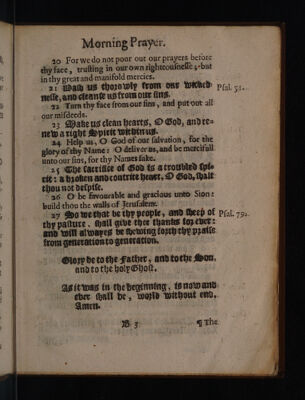 Morning Prayer.
20 For we do not poor out our prayers before
thy face, trusting in our own righteousnesse, but
in thy great and manifold mercies.
21 Wash us thorowly from our wicked- Psal. 51.
nesse, and cleanse us from our sins.
22 Turn thy face from our sins, and put out all
our misdeeds.
23 Make us clean hearts, O God, and re-
new a right Spirit within us.
24 Help us, O God of our salvation, for the
glory of thy Name: O deliver us, and be mercifull
unto our sins, for thy Names sake.
25 The sacrifice of God is a troubled spi-
rit: a broken and contrite heart, O God, shalt
thou not despise.
26 O be favourable and gracious unto Sion:
build thou the walls of Jerusalem.
27 So we that be thy people, and sheep of Psal. 79.
thy pasture, shall give thee thanks for ever:
and will alwayes be shewing forth thy praise
from generation to generation.
Glory be to the Father, and to the Son,
and to the holy Ghost.
As it was in the beginning, is now and
ever shall be, world without end,
Amen.
B 3 ¶ The